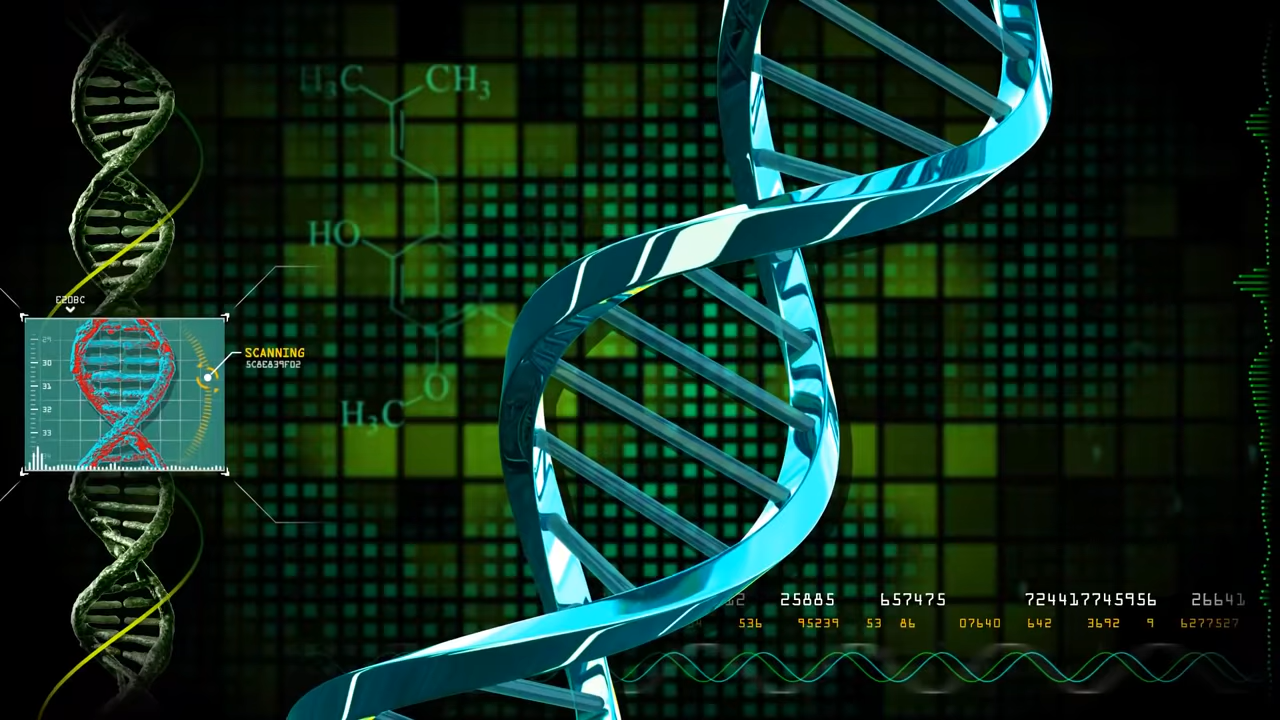 H₃C CH₃
HO
E20BC
SCANNING
5C8E839F02
29
30
31
32
33
O
H₃C
25885 657475 724417745956 26641
536 95239 53 86 07640 642 3692 9 6277527